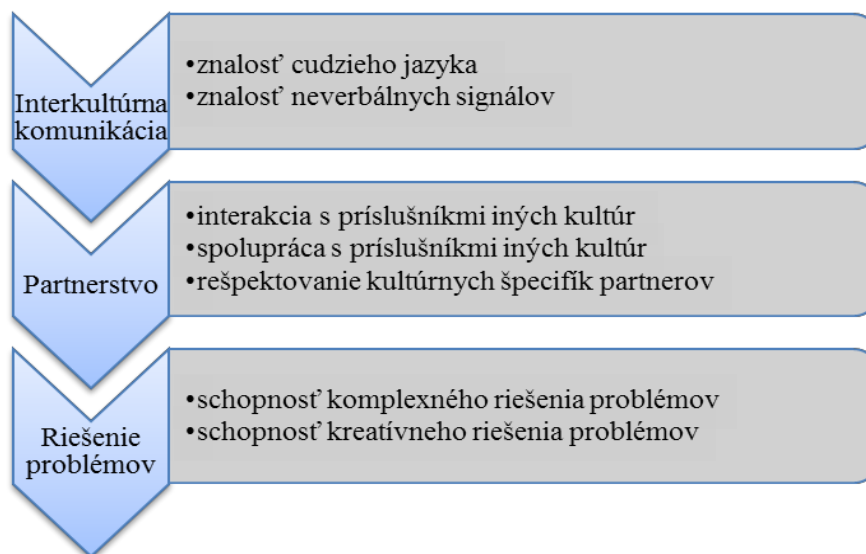 Interkultúrna
komunikácia
•znalosť cudzieho jazyka
•znalosť neverbálnych signálov
Partnerstvo
•interakcia s príslušníkmi iných kultúr
•spolupráca s príslušníkmi iných kultúr
•rešpektovanie kultúrnych špecifík partnerov
Riešenie
problémov
•schopnosť komplexného riešenia problémov
•schopnosť kreatívneho riešenia problémov